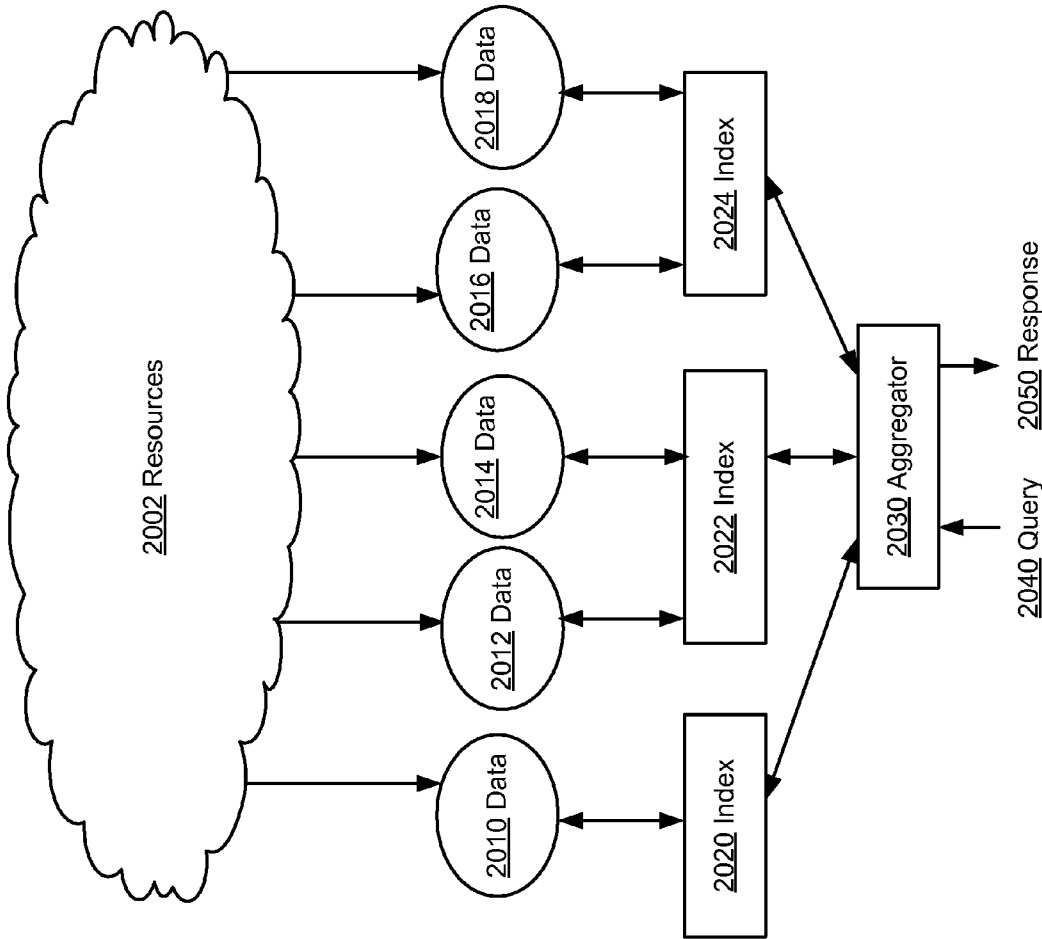 2002 Resources
2010 Data
2012 Data
2014 Data
2016 Data
2018 Data
2020 Index
2022 Index
2024 Index
2030 Aggregator
2040 Query
2050 Response